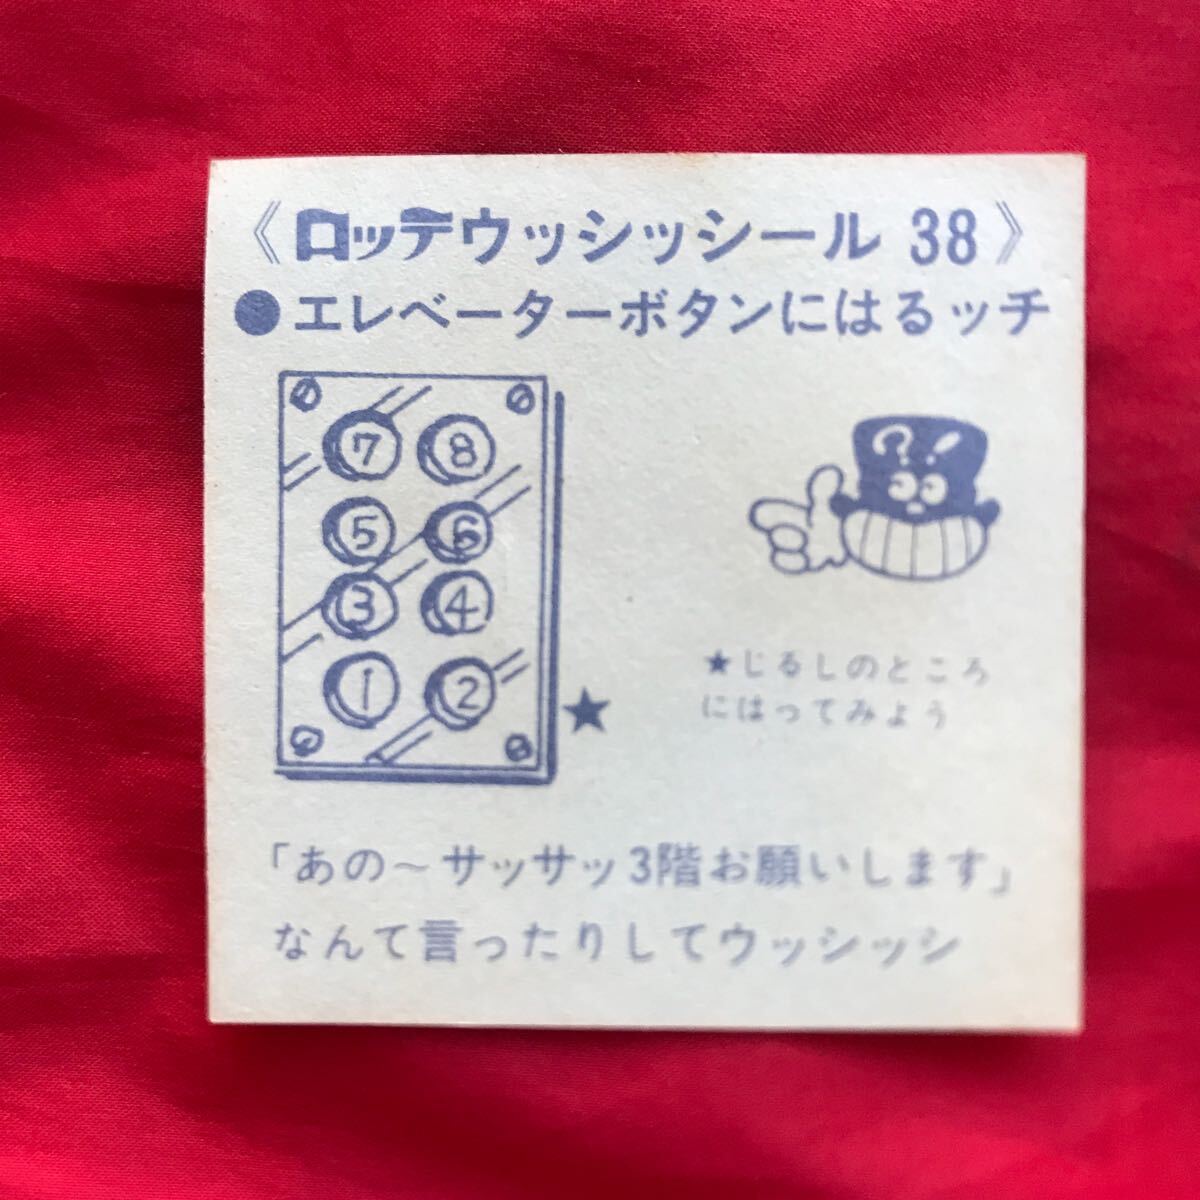 《ロッテウッシッシール 38》
●エレベーターボタンにはるッチ
?!
7 8
5 6
3 4
1 2
★
★じるしのところ
にはってみよう
「あの〜サッサッ3階お願いします」
なんて言ったりしてウッシッシ